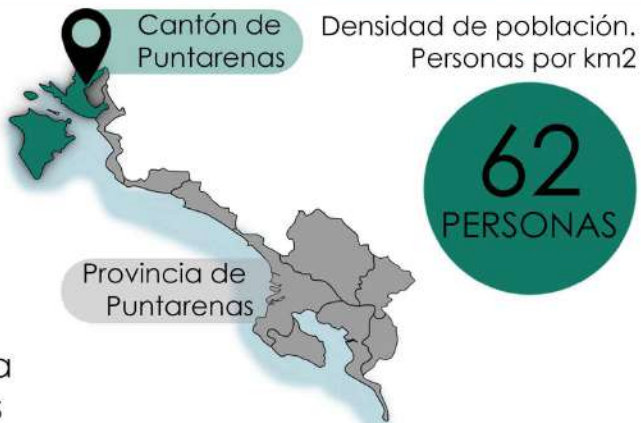 Cantón de
Puntarenas
Densidad de población.
Personas por km2
62
PERSONAS
Provincia de
Puntarenas
a
s